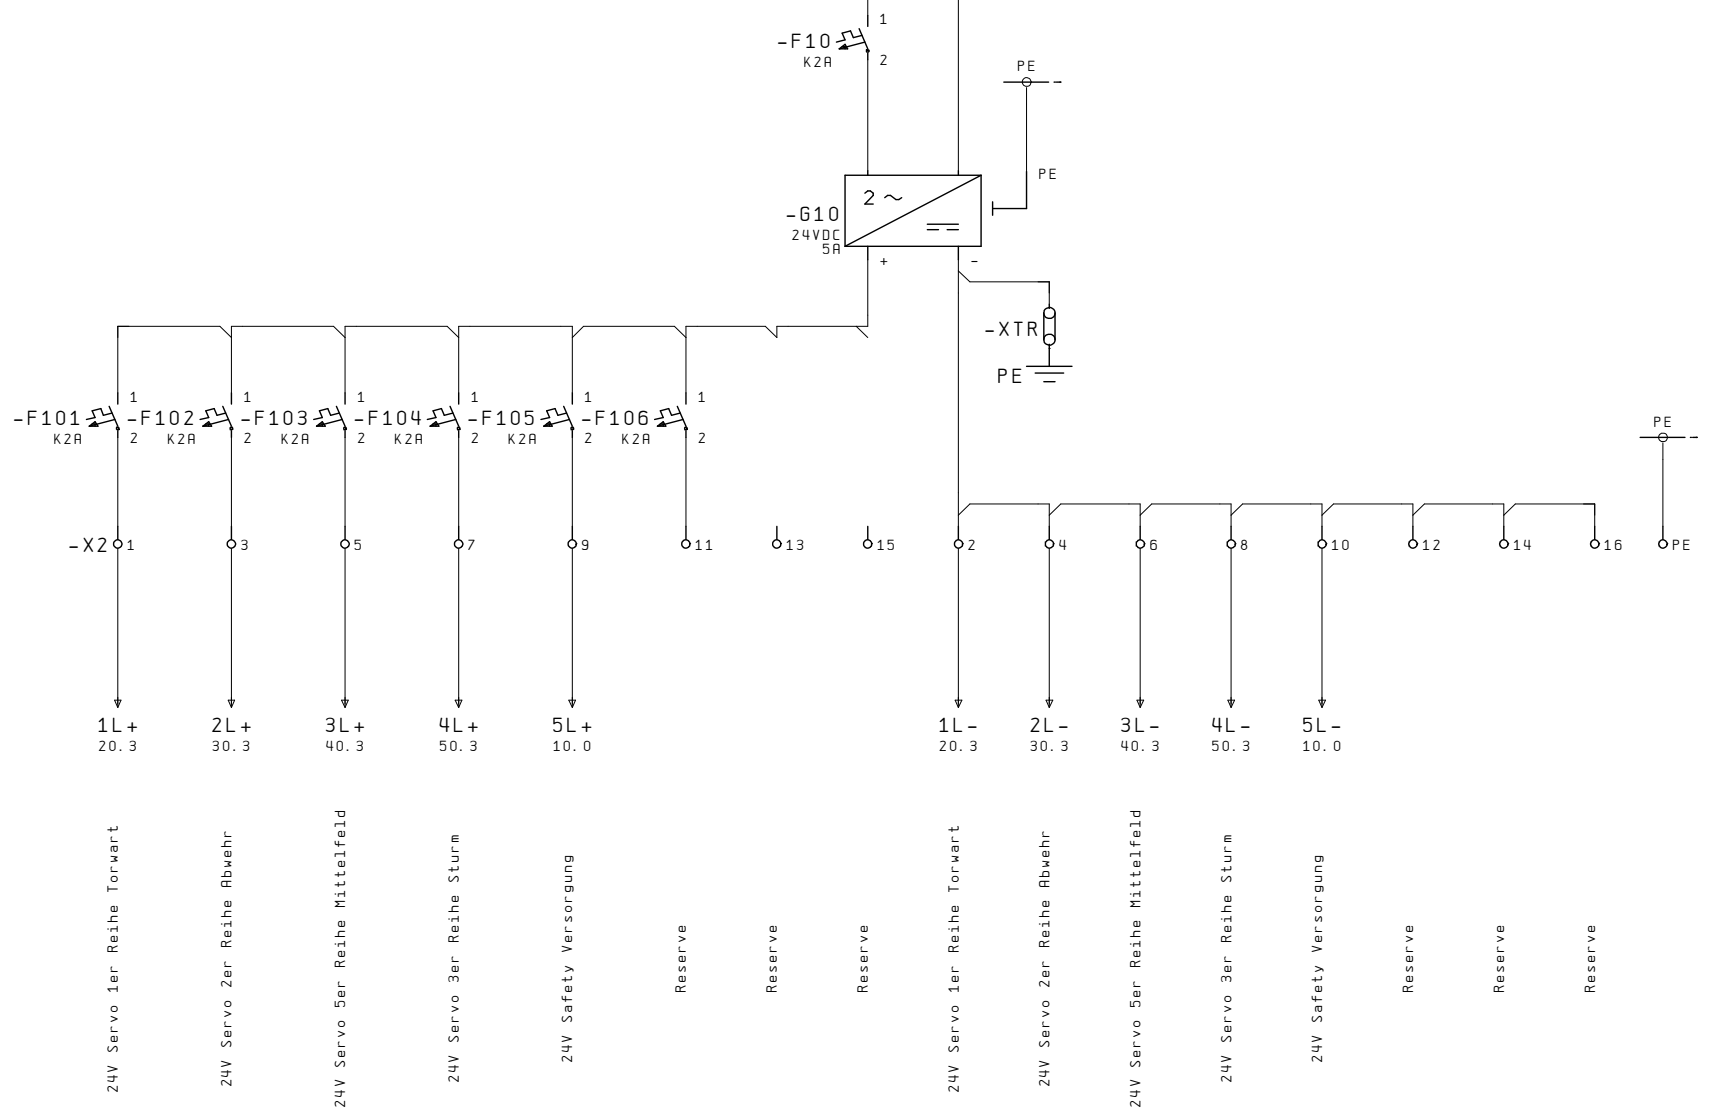 1
-F10
K2A
2
PE
PE
2 ~
-G10
24VDC
5A
+
-
-XTR
PE
1
1
1
1
1
1
-F101
-F102
-F103
-F104
-F105
-F106
K2A
2
K2A
2
K2A
2
K2A
2
K2A
2
K2A
2
PE
-X2
1
3
5
7
9
11
13
15
2
4
6
8
10
12
14
16
PE
1L+
2L+
3L+
4L+
5L+
1L-
2L-
3L-
4L-
5L-
20.3
30.3
40.3
50.3
10.0
20.3
30.3
40.3
50.3
10.0
24V Servo 1er Reihe Torwart
24V Servo 2er Reihe Abwehr
24V Servo 5er Reihe Mittelfeld
24V Servo 3er Reihe Sturm
24V Safety Versorgung
Reserve
Reserve
Reserve
24V Servo 1er Reihe Torwart
24V Servo 2er Reihe Abwehr
24V Servo 5er Reihe Mittelfeld
24V Servo 3er Reihe Sturm
24V Safety Versorgung
Reserve
Reserve
Reserve